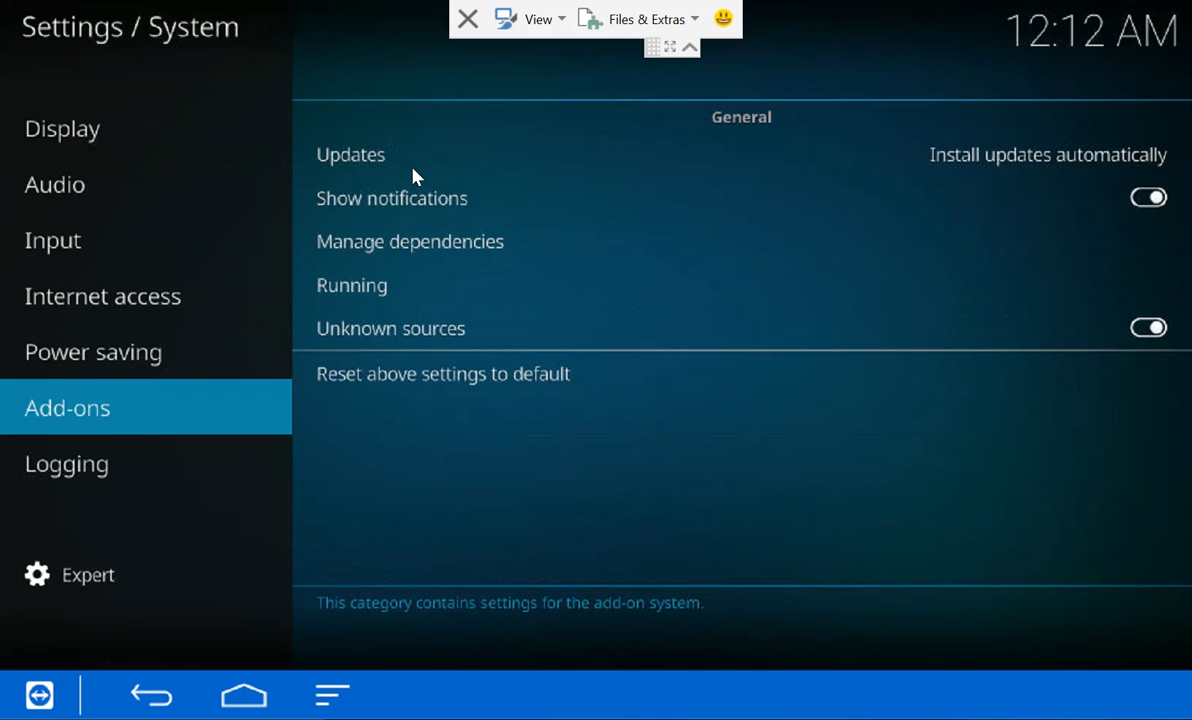 Settings / System
View
Files & Extras
12:12 AM
Display
Audio
Input
Internet access
Power saving
Add-ons
Logging
Expert
General
Updates
Install updates automatically
Show notifications
Manage dependencies
Running
Unknown sources
Reset above settings to default
This category contains settings for the add-on system.